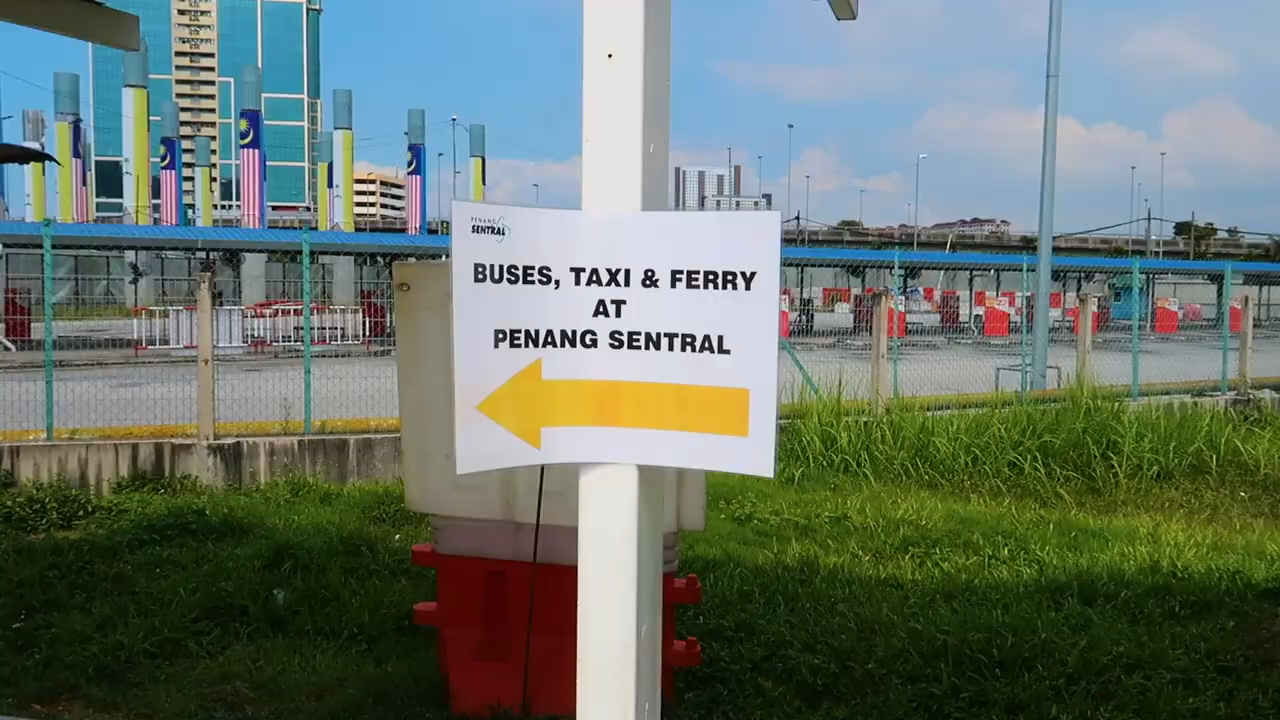 PENANG
SENTRAL
BUSES, TAXI & FERRY
AT
PENANG SENTRAL